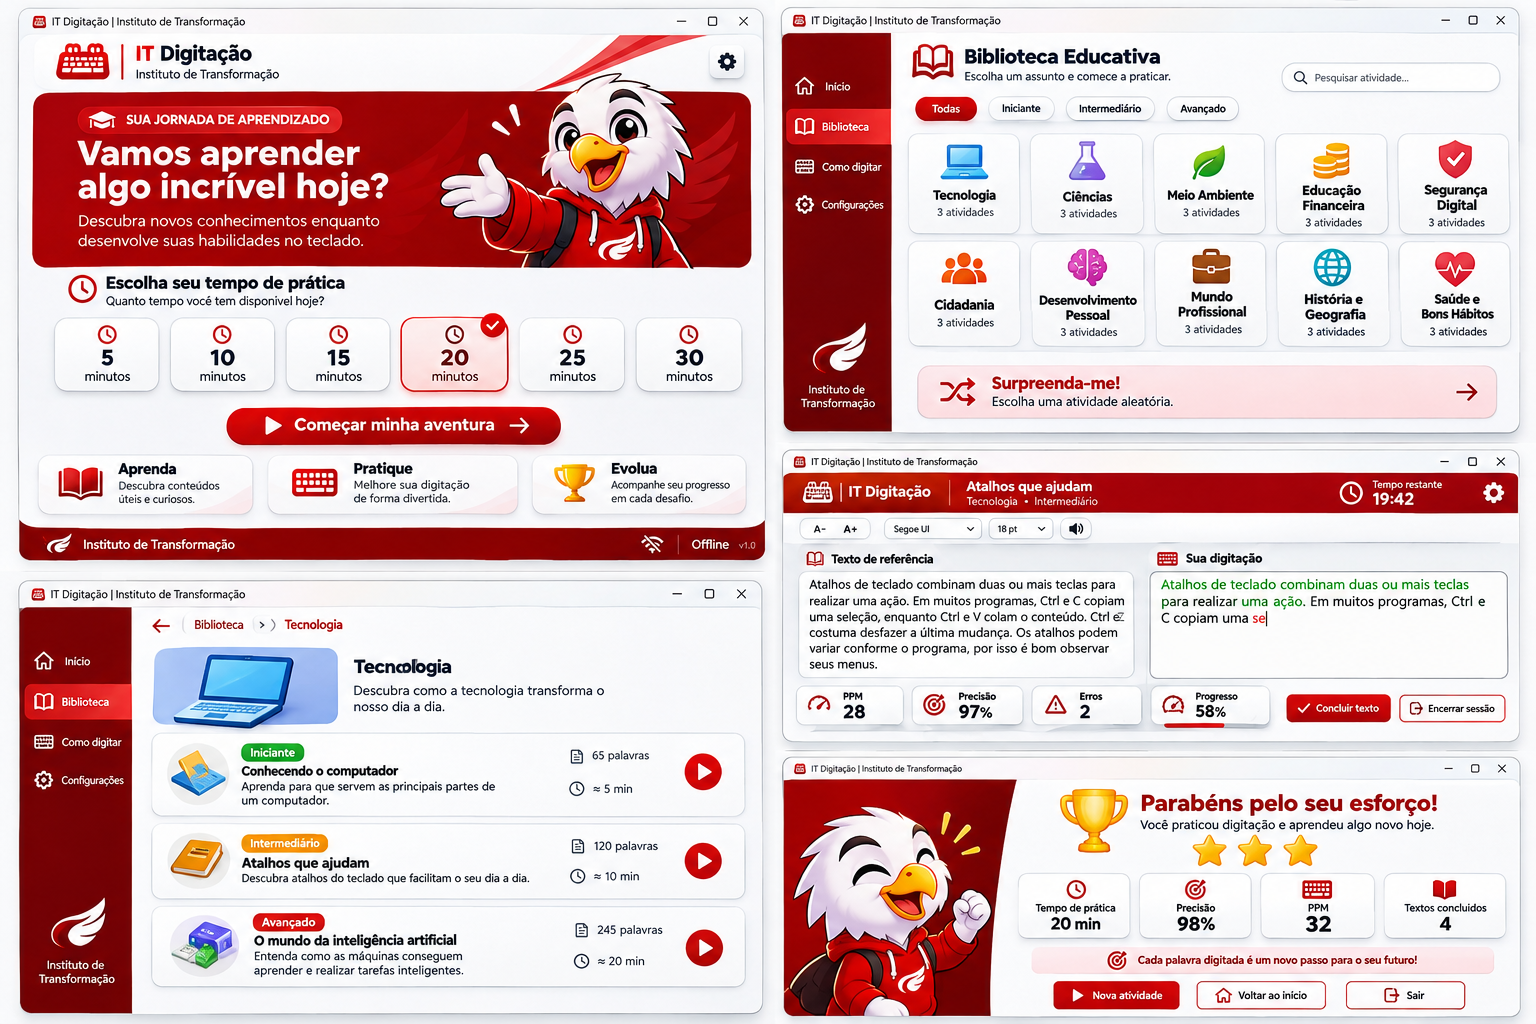 IT Digitação | Instituto de Transformação
IT Digitação
Instituto de Transformação
SUA JORNADA DE APRENDIZADO
Vamos aprender
algo incrível hoje?
Descubra novos conhecimentos enquanto
desenvolve suas habilidades no teclado.
Escolha seu tempo de prática
Quanto tempo você tem disponível hoje?
5
minutos
10
minutos
15
minutos
20
minutos
25
minutos
30
minutos
Começar minha aventura
Aprenda
Descubra conteúdos
úteis e curiosos.
Pratique
Melhore sua digitação
de forma divertida.
Evolua
Acompanhe seu progresso
em cada desafio.
Instituto de Transformação
Offline v1.0
IT Digitação | Instituto de Transformação
Início
Biblioteca
Como digitar
Configurações
Instituto de
Transformação
Biblioteca Educativa
Escolha um assunto e comece a praticar.
Pesquisar atividade...
Todas
Iniciante
Intermediário
Avançado
Tecnologia
3 atividades
Ciências
3 atividades
Meio Ambiente
3 atividades
Educação
Financeira
3 atividades
Segurança
Digital
3 atividades
Cidadania
3 atividades
Desenvolvimento
Pessoal
3 atividades
Mundo
Profissional
3 atividades
História e
Geografia
3 atividades
Saúde e
Bons Hábitos
3 atividades
Surpreenda-me!
Escolha uma atividade aleatória.
IT Digitação | Instituto de Transformação
Início
Biblioteca
Como digitar
Configurações
Instituto de
Transformação
Biblioteca > > Tecnologia
Tecnologia
Descubra como a tecnologia transforma o
nosso dia a dia.
Iniciante
Conhecendo o computador
Aprenda para que servem as principais partes de
um computador.
65 palavras
≈ 5 min
Intermediário
Atalhos que ajudam
Descubra atalhos do teclado que facilitam o seu dia a dia.
120 palavras
≈ 10 min
Avançado
O mundo da inteligência artificial
Entenda como as máquinas conseguem
aprender e realizar tarefas inteligentes.
245 palavras
≈ 20 min
IT Digitação | Instituto de Transformação
IT Digitação
Atalhos que ajudam
Tecnologia • Intermediário
Tempo restante
19:42
A- A+
Segoe UI
18 pt
Texto de referência
Atalhos de teclado combinam duas ou mais teclas para
realizar uma ação. Em muitos programas, Ctrl e C copiam
uma seleção, enquanto Ctrl e V colam o conteúdo. Ctrl e Z
costuma desfazer a última mudança. Os atalhos podem
variar conforme o programa, por isso é bom observar
seus menus.
Sua digitação
Atalhos de teclado combinam duas ou mais teclas
para realizar uma ação. Em muitos programas, Ctrl e
C copiam uma se
PPM
28
Precisão
97%
Erros
2
Progresso
58%
Concluir texto
Encerrar sessão
IT Digitação | Instituto de Transformação
Parabéns pelo seu esforço!
Você praticou digitação e aprendeu algo novo hoje.
Tempo de prática
20 min
Precisão
98%
PPM
32
Textos concluidos
4
Cada palavra digitada é um novo passo para o seu futuro!
Nova atividade
Voltar ao início
Sair